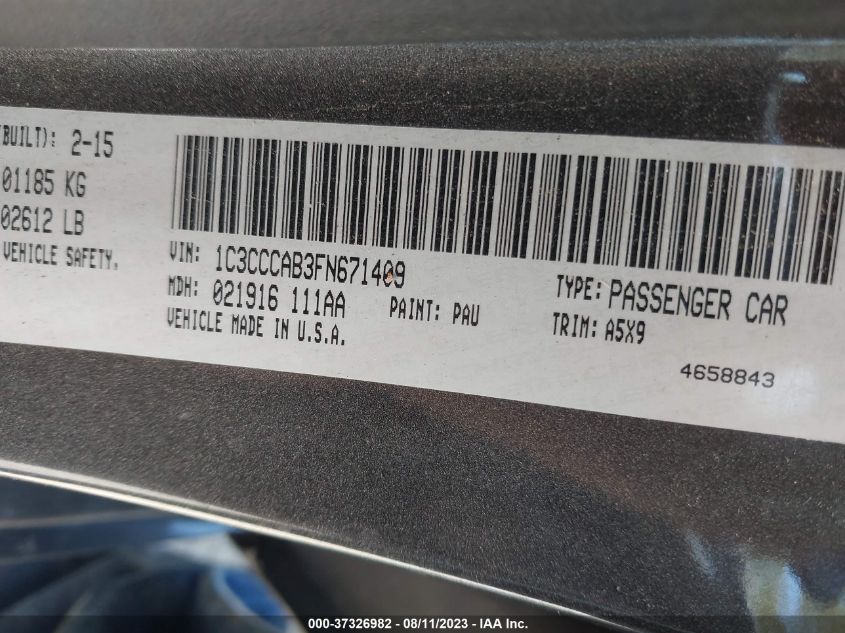 (BUILT): 2-15
01185 KG
02612 LB
VEHICLE SAFETY.
VIN: 1C3CCCAB3FN671409
MDH: 021916 111AA PAINT: PAU
VEHICLE MADE IN U.S.A.
TYPE: PASSENGER CAR
TRIM: A5X9
4658843
000-37326982 - 08/11/2023 - IAA Inc.